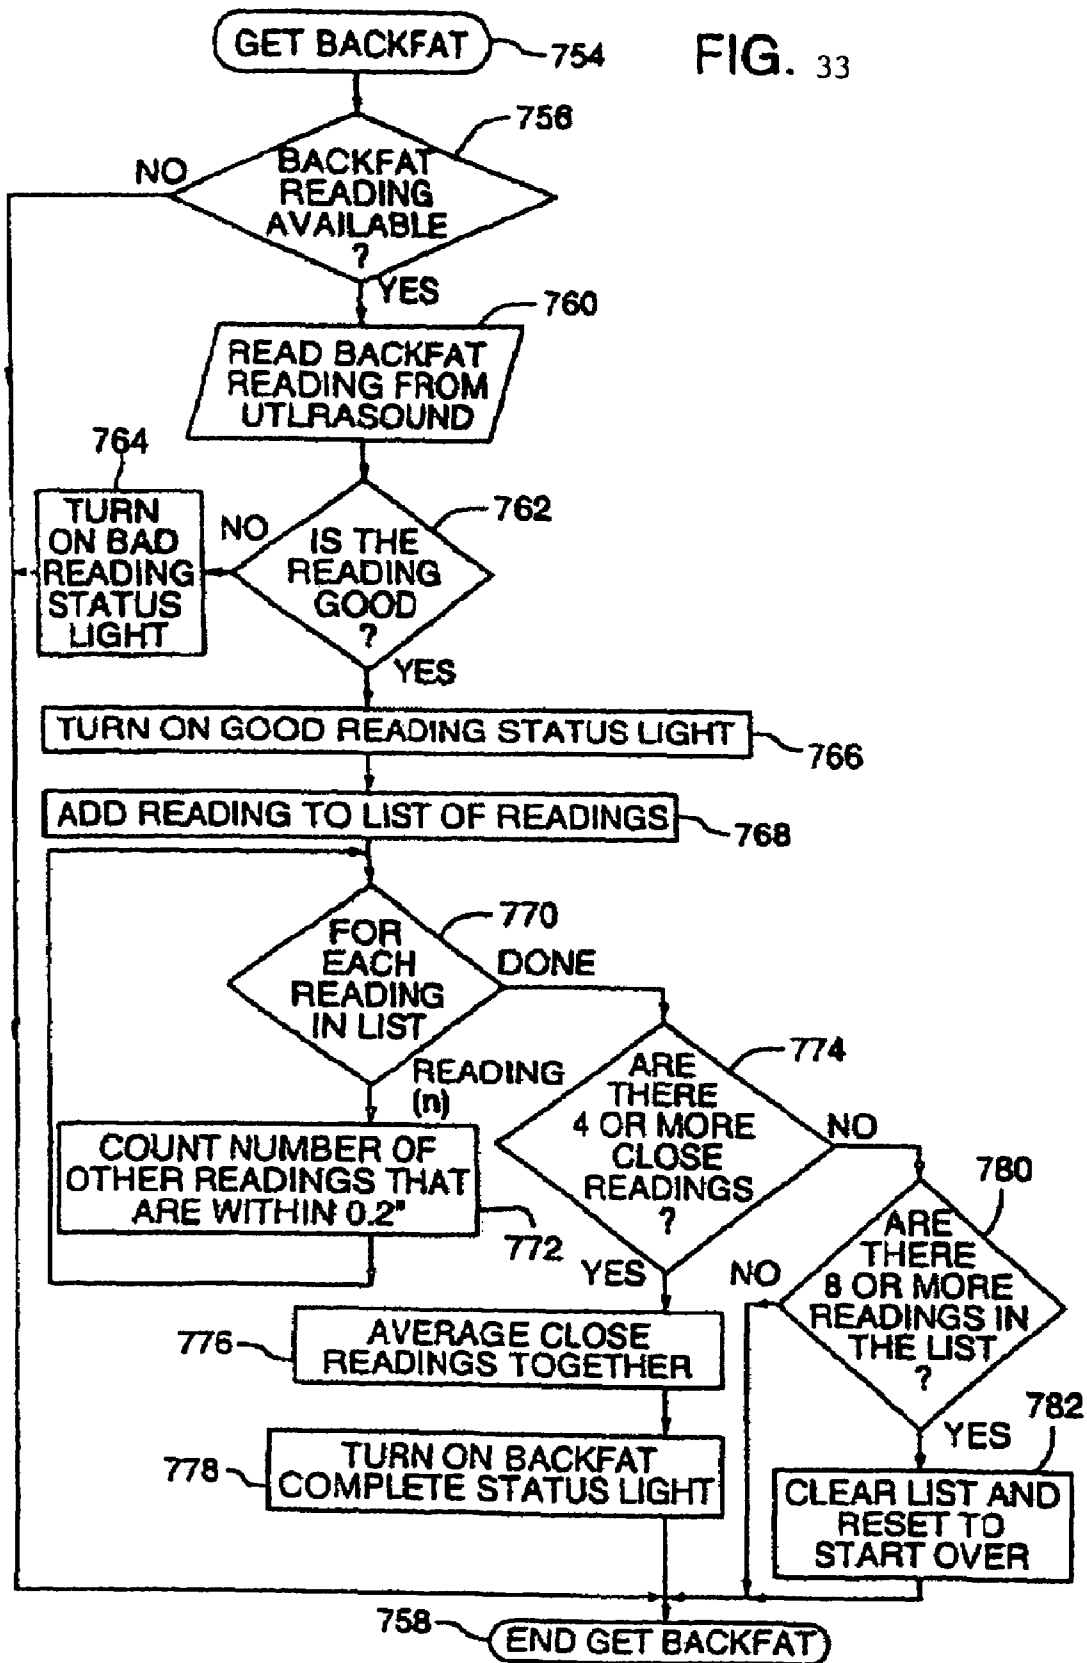 GET BACKFAT
754
FIG. 33
756
NO
BACKFAT
READING
AVAILABLE
?
YES
760
READ BACKFAT
READING FROM
UTLRASOUND
764
TURN
ON BAD
READING
STATUS
LIGHT
NO
762
IS THE
READING
GOOD
?
YES
TURN ON GOOD READING STATUS LIGHT
766
ADD READING TO LIST OF READINGS
768
770
FOR
EACH
READING
IN LIST
DONE
READING
(n)
COUNT NUMBER OF
OTHER READINGS THAT
ARE WITHIN 0.2"
772
774
ARE
THERE
4 OR MORE
CLOSE
READINGS
?
NO
YES
780
ARE
THERE
8 OR MORE
READINGS IN
THE LIST
?
NO
YES
776
AVERAGE CLOSE
READINGS TOGETHER
778
TURN ON BACKFAT
COMPLETE STATUS LIGHT
782
CLEAR LIST AND
RESET TO
START OVER
758
END GET BACKFAT